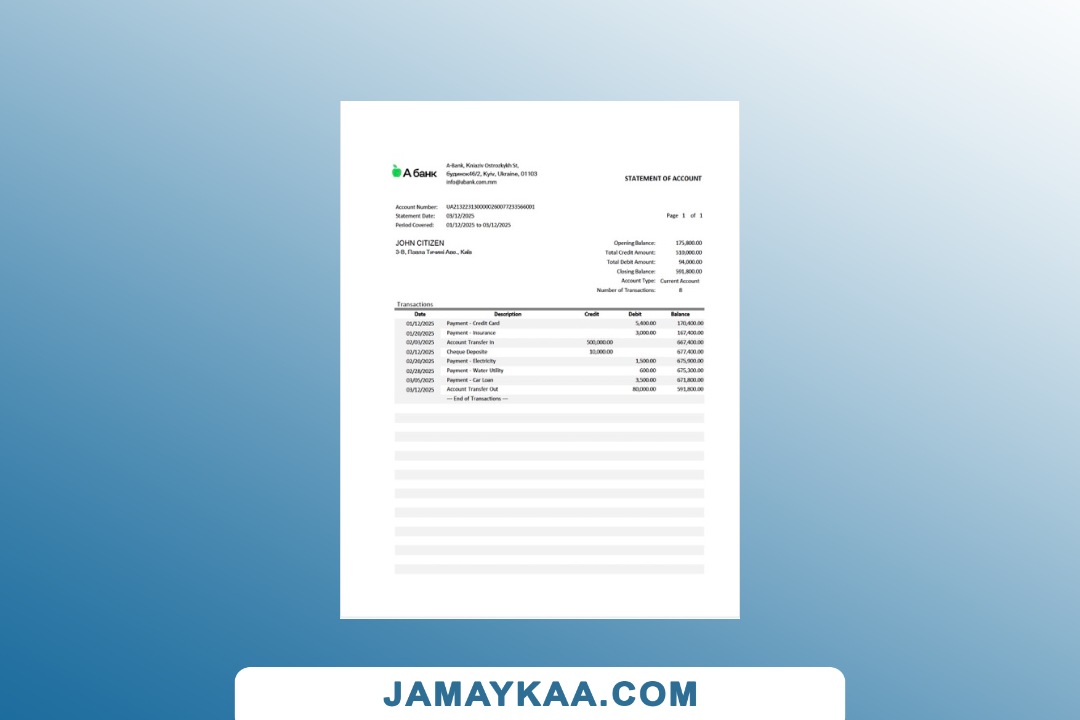 А банк
A-Bank, Kniaziv Ostrozkykh St,
будинок46/2, Kyiv, Ukraine, 01103
info@abank.com.mm
STATEMENT OF ACCOUNT
Account Number: UA213223130000026007233566001
Statement Date: 03/12/2025
Period Covered: 01/12/2025 to 03/12/2025
Page 1 of 1
JOHN CITIZEN
3-В, Павла Тичині Аве., Київ
Opening Balance: 175,800.00
Total Credit Amount: 510,000.00
Total Debit Amount: 94,000.00
Closing Balance: 591,800.00
Account Type: Current Account
Number of Transactions: 8
Transactions
Date Description Credit Debit Balance
01/12/2025 Payment - Credit Card 5,400.00 170,400.00
01/20/2025 Payment - Insurance 3,000.00 167,400.00
02/03/2025 Account Transfer In 500,000.00 667,400.00
02/12/2025 Cheque Deposite 10,000.00 677,400.00
02/20/2025 Payment - Electricity 1,500.00 675,900.00
02/28/2025 Payment - Water Utility 600.00 675,300.00
03/05/2025 Payment - Car Loan 3,500.00 671,800.00
03/12/2025 Account Transfer Out 80,000.00 591,800.00
--- End of Transactions ---
JAMAYKAA.COM